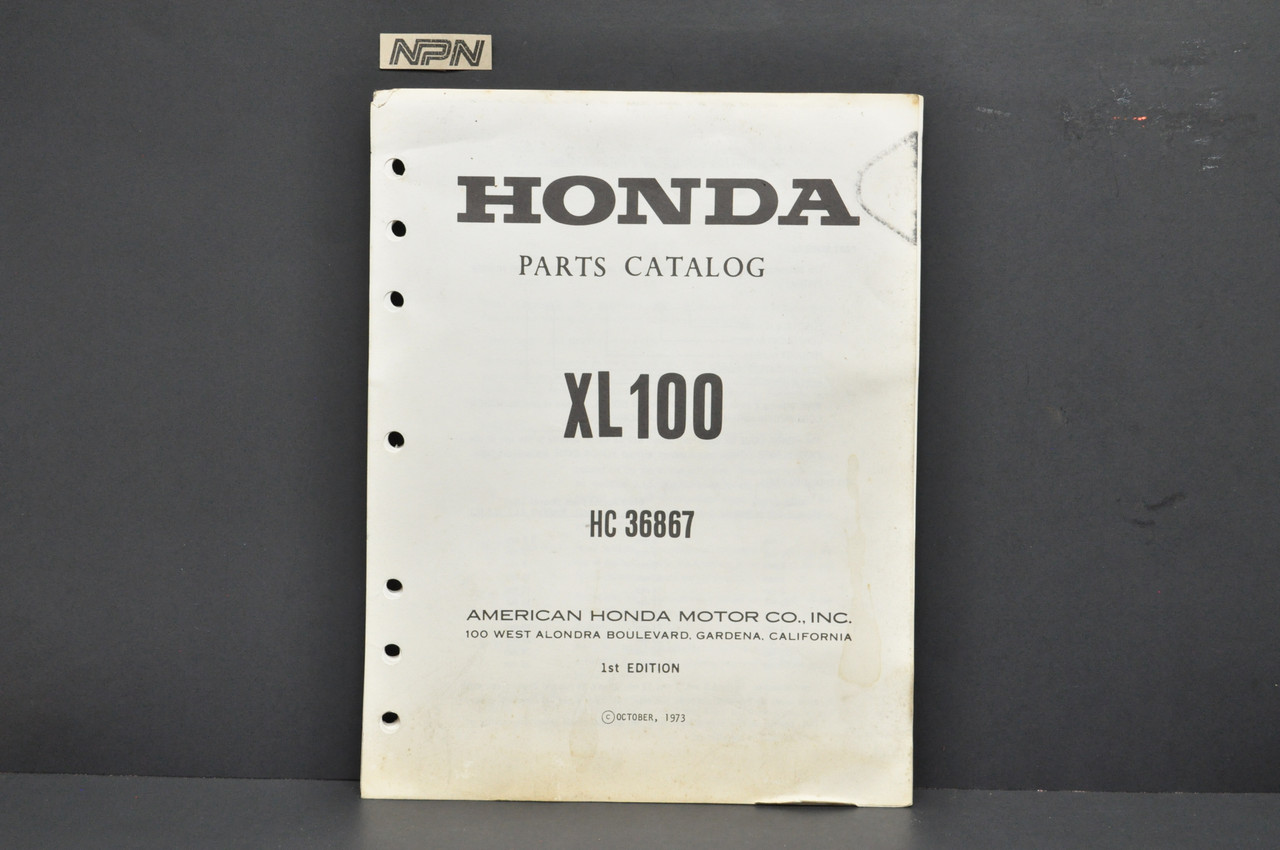 NPN
HONDA
PARTS CATALOG
XL100
HC 36867
AMERICAN HONDA MOTOR CO., INC.
100 WEST ALONDRA BOULEVARD, GARDENA, CALIFORNIA
1st EDITION
©OCTOBER, 1973